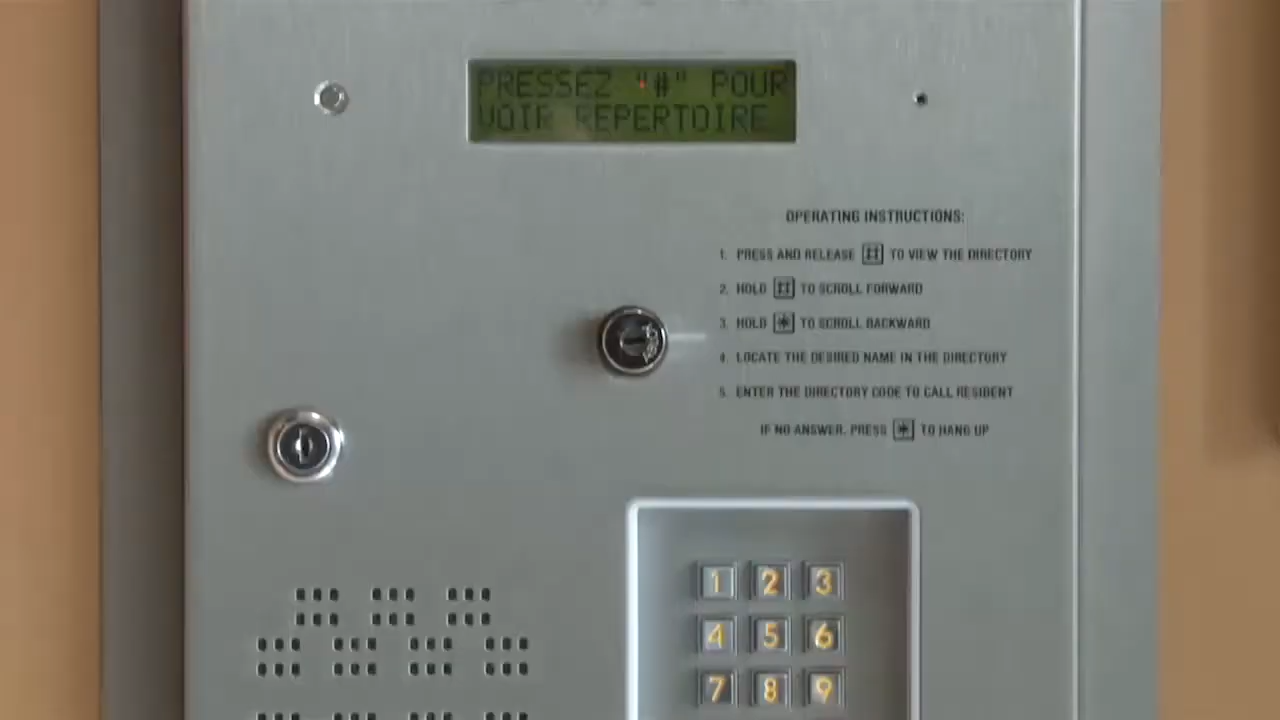 PRESSEZ "#" POUR
VOIR REPERTOIRE
OPERATING INSTRUCTIONS:
1. PRESS AND RELEASE # TO VIEW THE DIRECTORY
2. HOLD # TO SCROLL FORWARD
3. HOLD * TO SCROLL BACKWARD
4. LOCATE THE DESIRED NAME IN THE DIRECTORY
5. ENTER THE DIRECTORY CODE TO CALL RESIDENT
IF NO ANSWER, PRESS * TO HANG UP
1 2 3
4 5 6
7 8 9